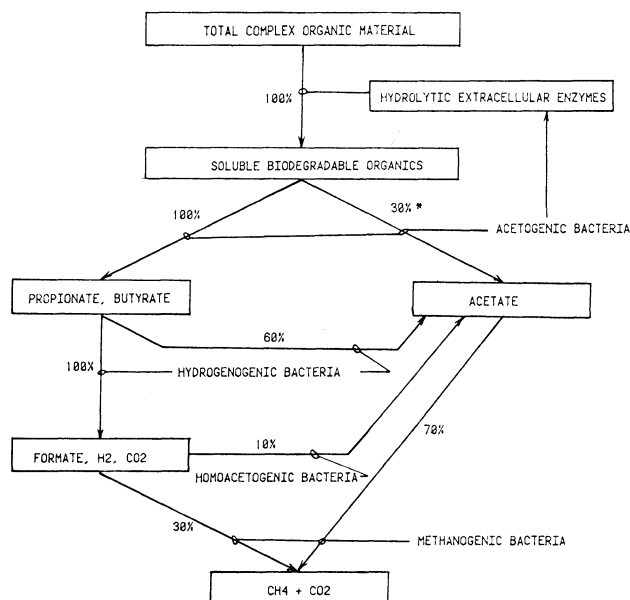 TOTAL COMPLEX ORGANIC MATERIAL
100%
HYDROLYTIC EXTRACELLULAR ENZYMES
SOLUBLE BIODEGRADABLE ORGANICS
100%
30% *
ACETOGENIC BACTERIA
PROPIONATE, BUTYRATE
ACETATE
60%
100%
HYDROGENOGENIC BACTERIA
70%
10%
FORMATE, H2, CO2
HOMOACETOGENIC BACTERIA
30%
METHANOGENIC BACTERIA
CH4 + CO2